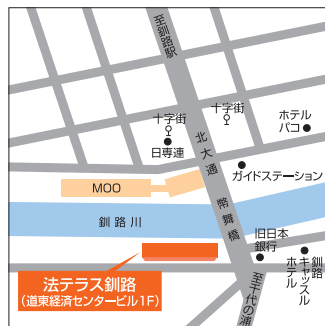 至釧路駅
十字街
十字街
ホテル
パコ
日専連
北大通
ガイドステーション
MOO
幣舞橋
釧路川
旧日本
銀行
釧路
キャッスル
ホテル
法テラス釧路
(道東経済センタービル1F)
至千代の浦